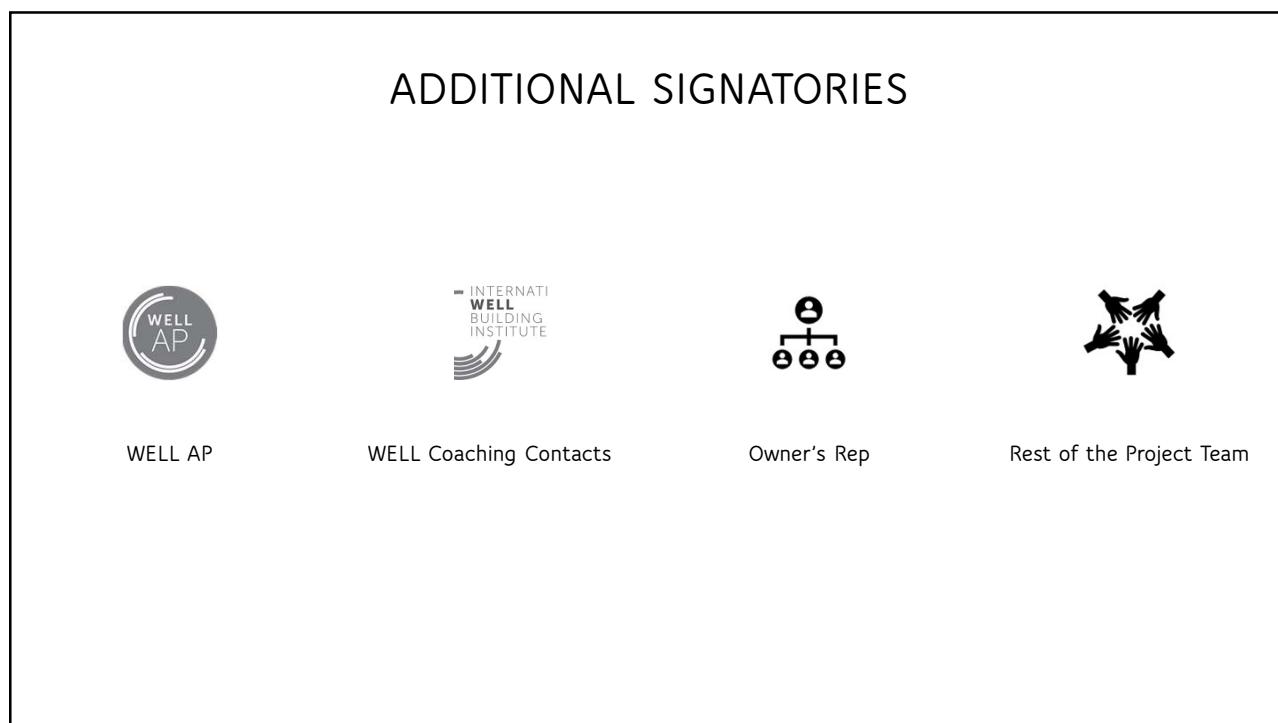 ADDITIONAL SIGNATORIES
WELL
AP
INTERNATI
WELL
BUILDING
INSTITUTE
WELL AP
WELL Coaching Contacts
Owner's Rep
Rest of the Project Team